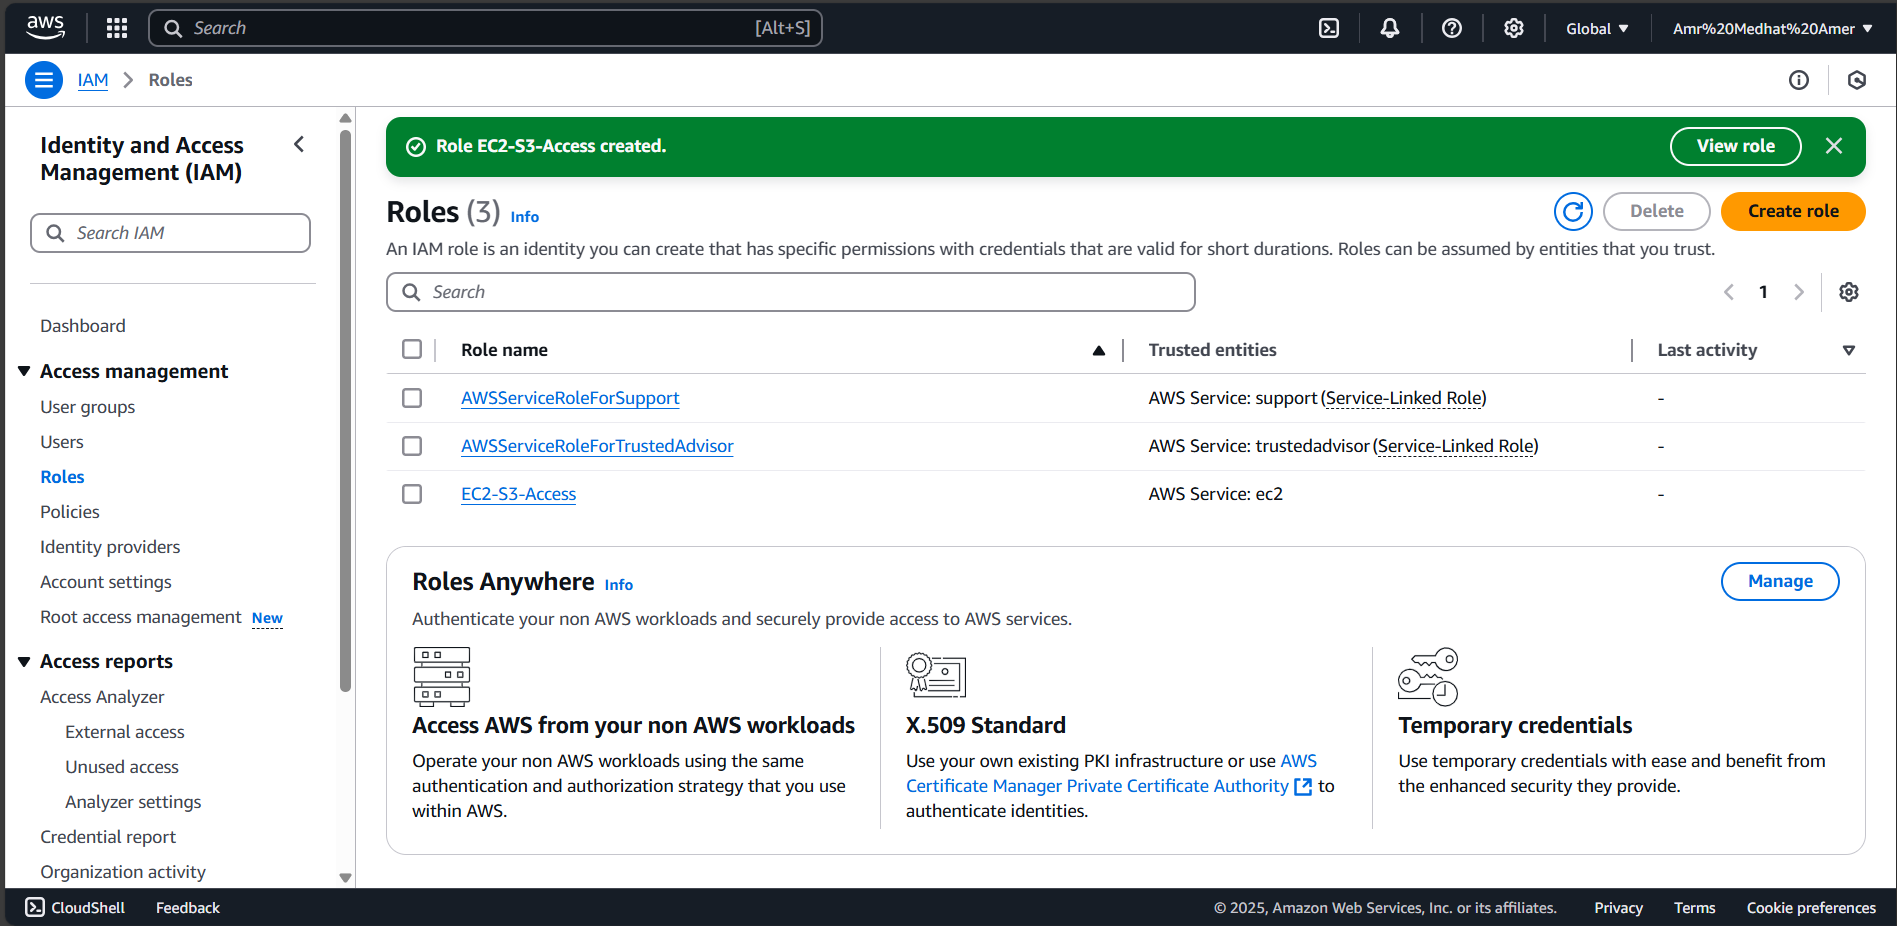 aws
Search [Alt+S]
Global
Amr%20Medhat%20Amer
IAM
Roles
Identity and Access
Management (IAM)
Search IAM
Dashboard
Access management
User groups
Users
Roles
Policies
Identity providers
Account settings
Root access management New
Access reports
Access Analyzer
External access
Unused access
Analyzer settings
Credential report
Organization activity
Role EC2-S3-Access created.
View role
Roles (3) Info
Delete
Create role
An IAM role is an identity you can create that has specific permissions with credentials that are valid for short durations. Roles can be assumed by entities that you trust.
Search
1
Role name Trusted entities Last activity
AWSServiceRoleForSupport AWS Service: support (Service-Linked Role) -
AWSServiceRoleForTrustedAdvisor AWS Service: trustedadvisor (Service-Linked Role) -
EC2-S3-Access AWS Service: ec2 -
Roles Anywhere Info
Manage
Authenticate your non AWS workloads and securely provide access to AWS services.
Access AWS from your non AWS workloads
Operate your non AWS workloads using the same
authentication and authorization strategy that you use
within AWS.
X.509 Standard
Use your own existing PKI infrastructure or use AWS
Certificate Manager Private Certificate Authority to
authenticate identities.
Temporary credentials
Use temporary credentials with ease and benefit from
the enhanced security they provide.
CloudShell Feedback © 2025, Amazon Web Services, Inc. or its affiliates. Privacy Terms Cookie preferences